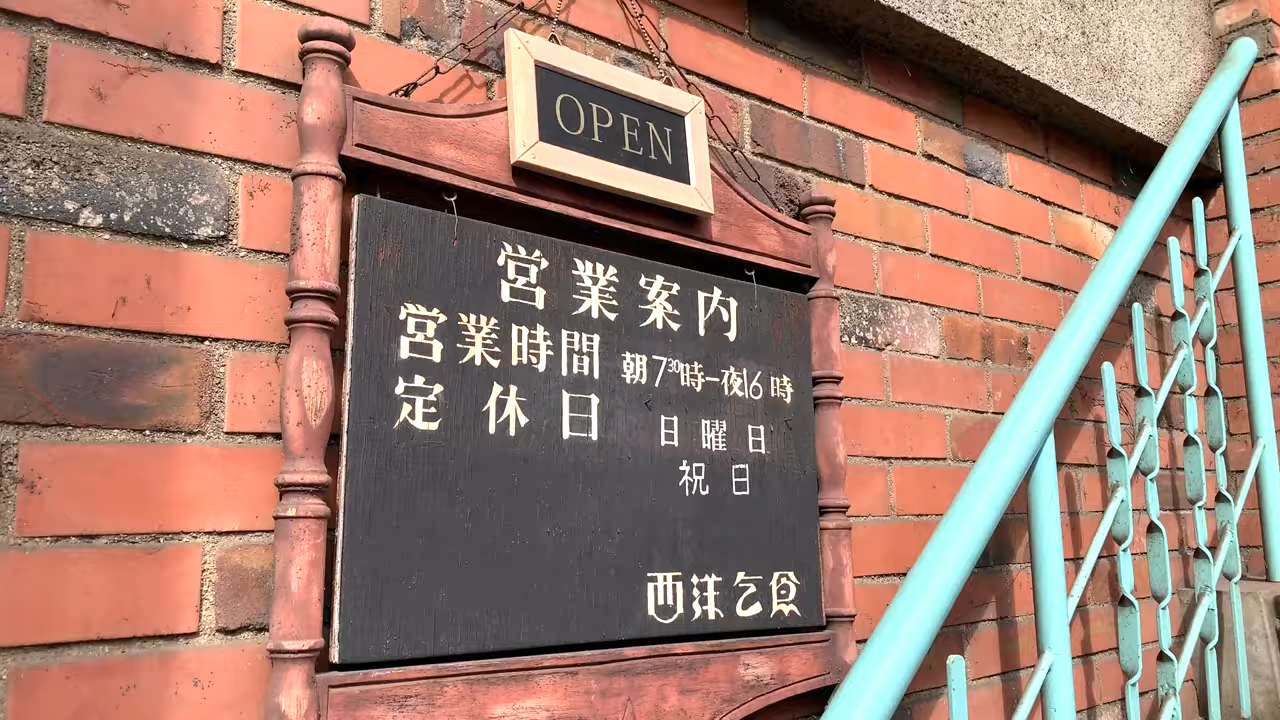 OPEN
営業案内
営業時間 朝7³⁰時-夜16時
定休日 日曜日
祝日
西洋乞食